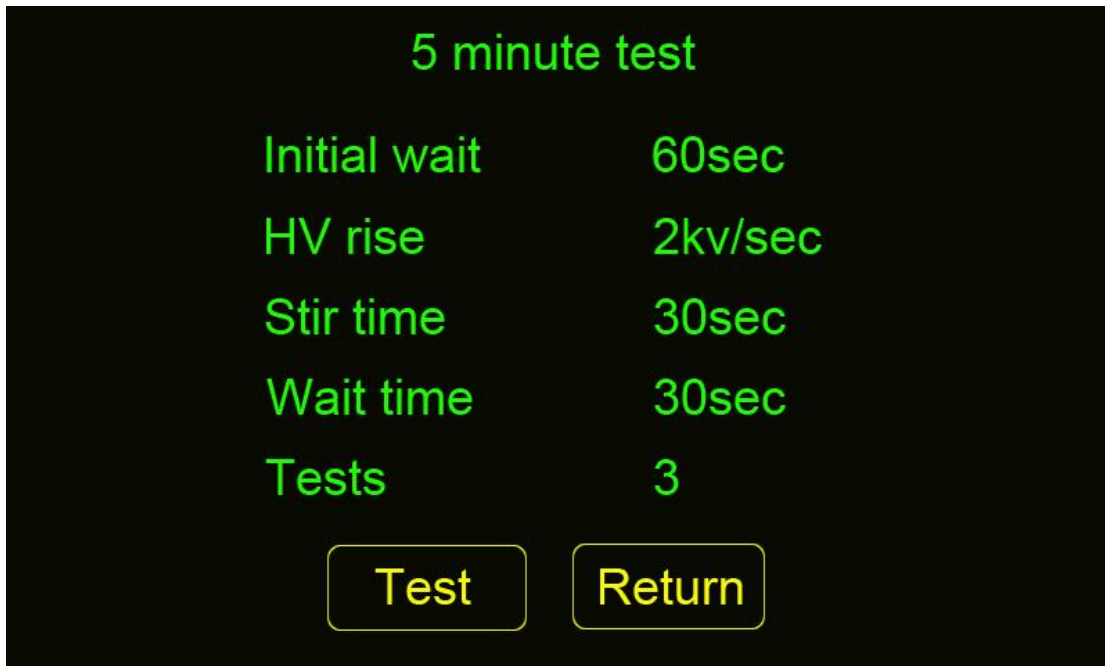 5 minute test
Initial wait 60sec
HV rise 2kv/sec
Stir time 30sec
Wait time 30sec
Tests 3
Test Return